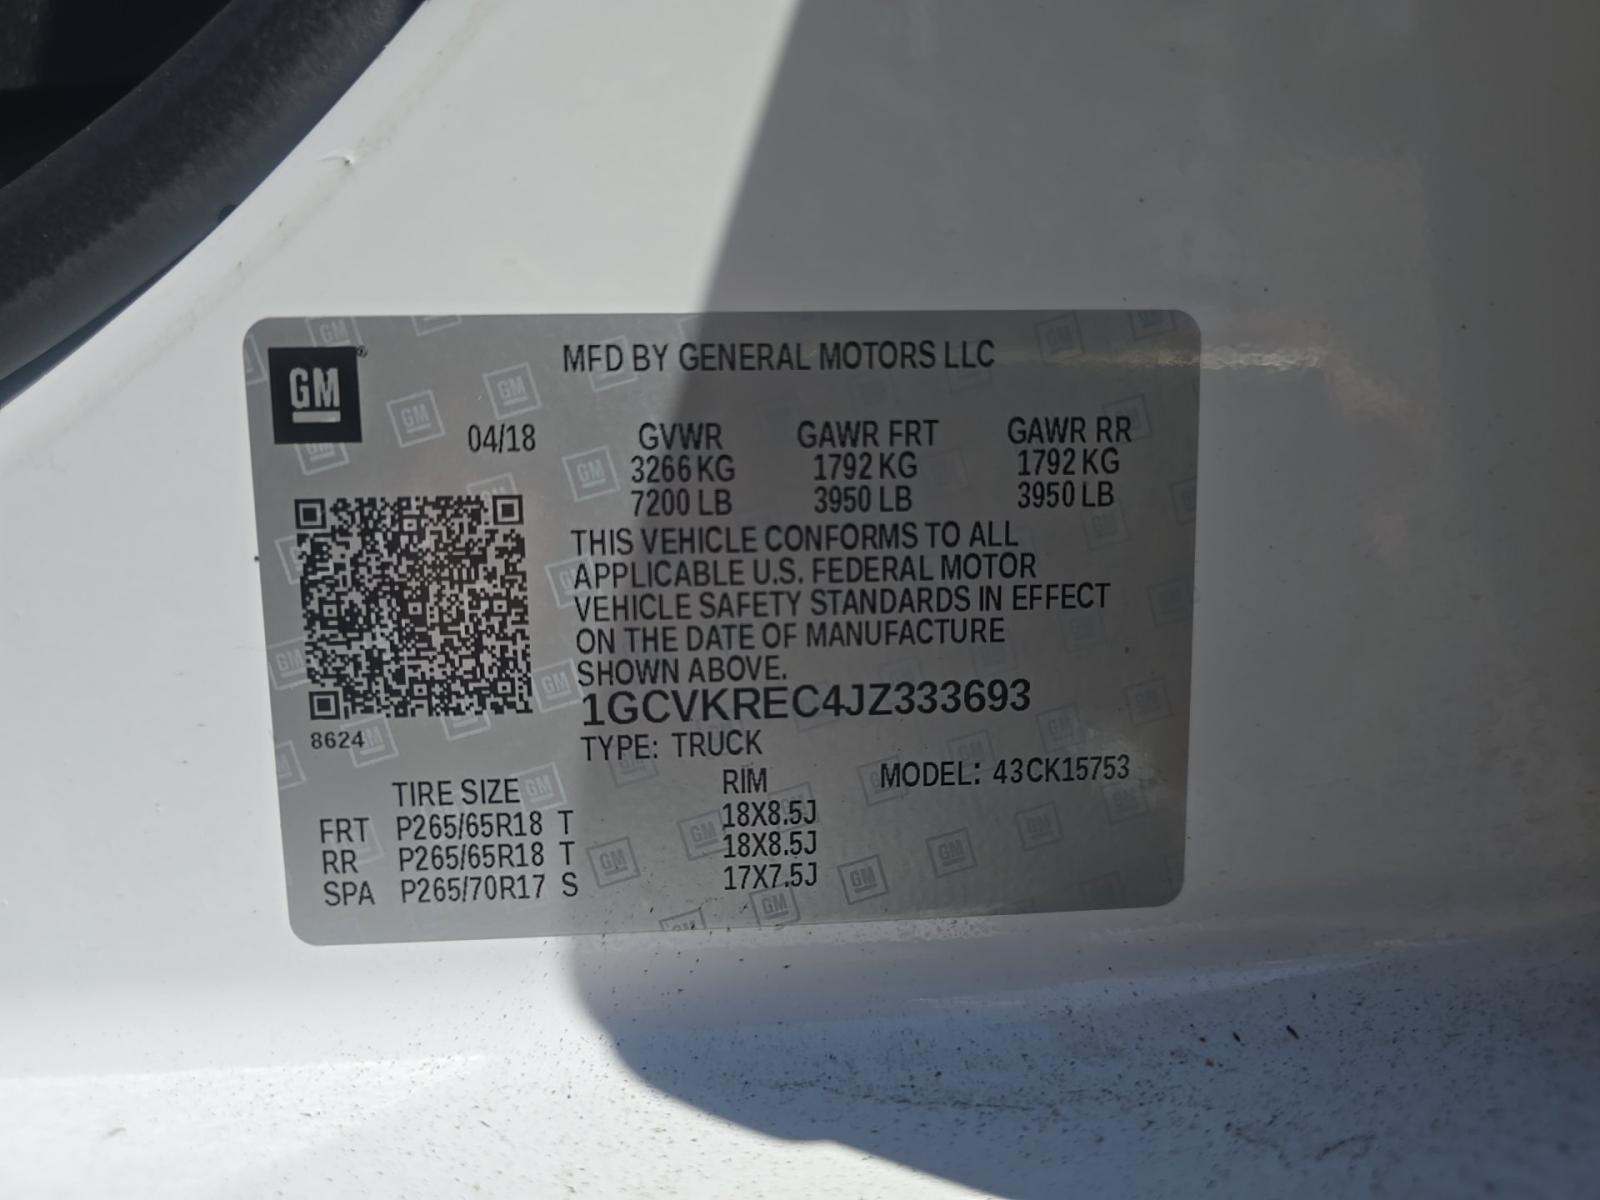 GM
MFD BY GENERAL MOTORS LLC
04/18 GVWR GAWR FRT GAWR RR
3266 KG 1792 KG 1792 KG
7200 LB 3950 LB 3950 LB
THIS VEHICLE CONFORMS TO ALL
APPLICABLE U.S. FEDERAL MOTOR
VEHICLE SAFETY STANDARDS IN EFFECT
ON THE DATE OF MANUFACTURE
SHOWN ABOVE.
1GCVKREC4JZ333693
8624
TYPE: TRUCK
TIRE SIZE RIM MODEL: 43CK15753
FRT P265/65R18 T 18X8.5J
RR P265/65R18 T 18X8.5J
SPA P265/70R17 S 17X7.5J